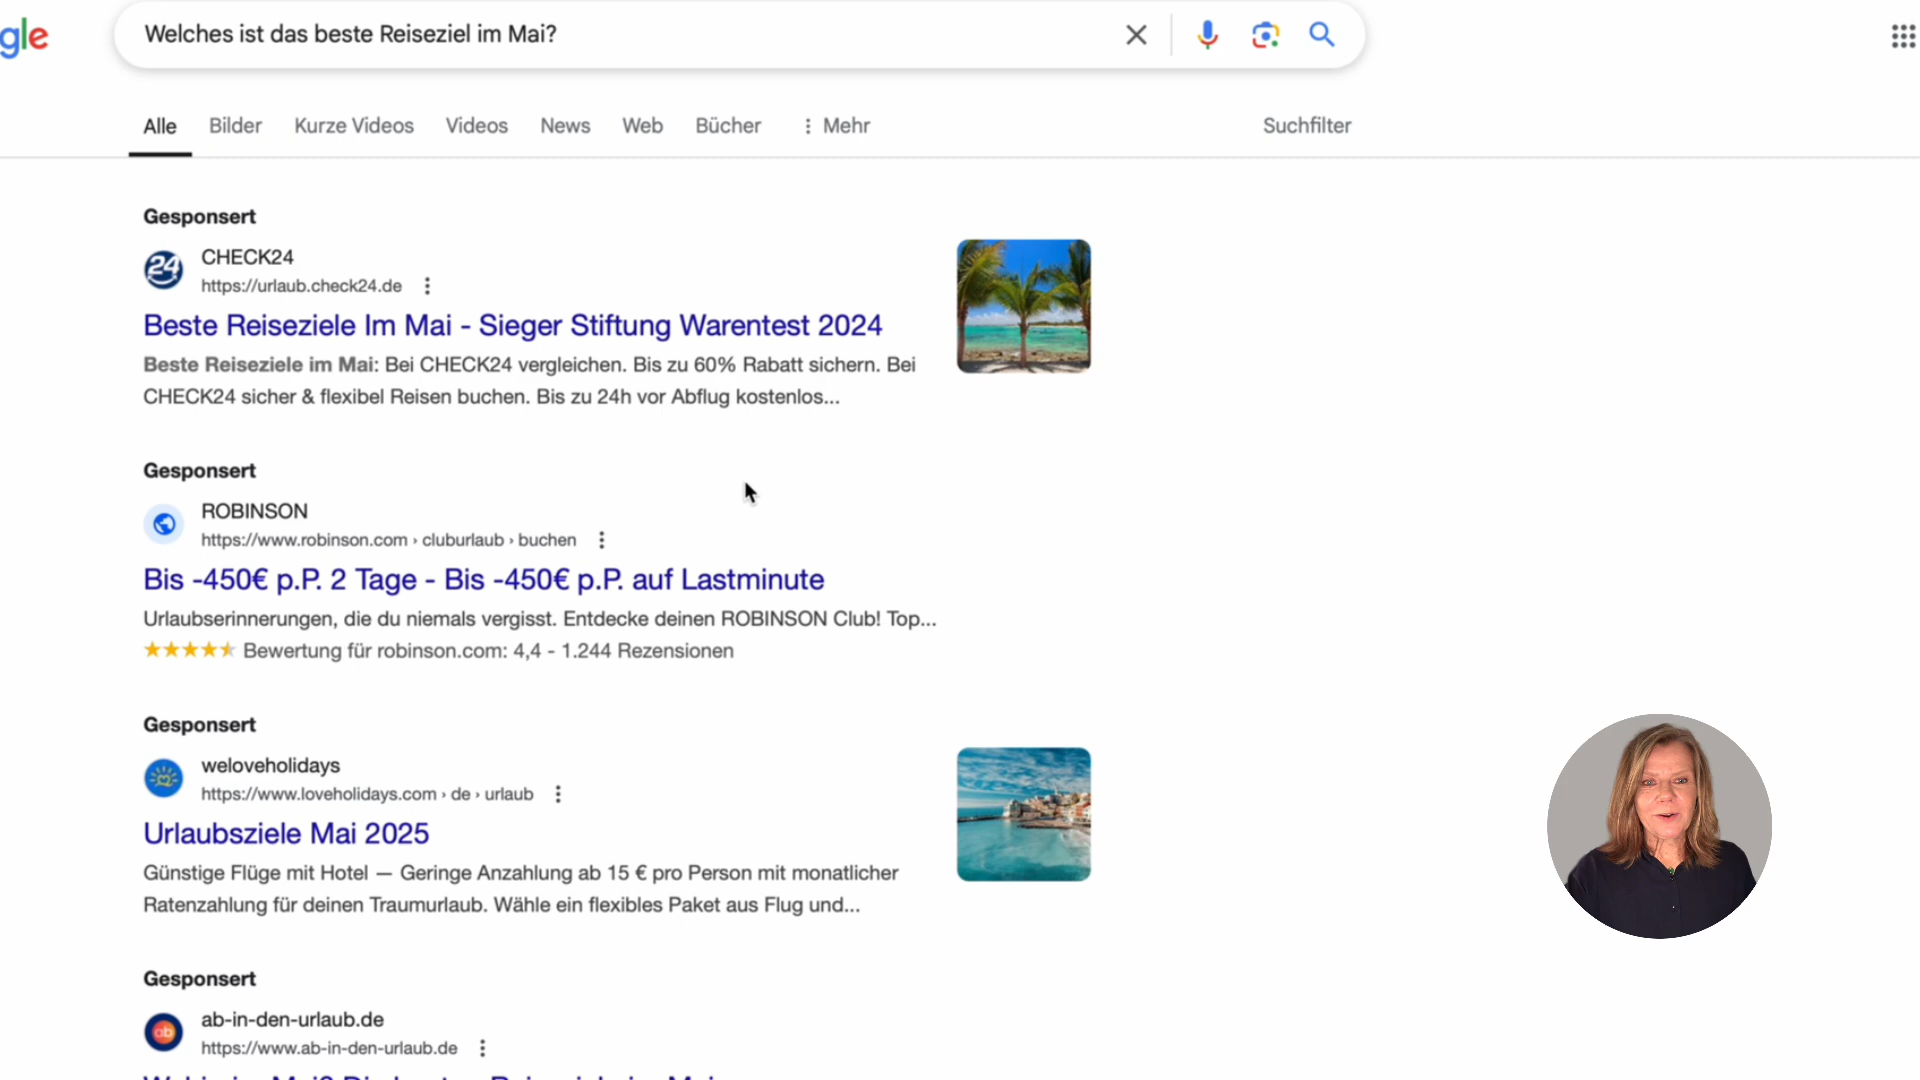 gle
Welches ist das beste Reiseziel im Mai?
Alle Bilder Kurze Videos Videos News Web Bücher Mehr Suchfilter
Gesponsert
24
CHECK24
https://urlaub.check24.de
Beste Reiseziele Im Mai - Sieger Stiftung Warentest 2024
Beste Reiseziele im Mai: Bei CHECK24 vergleichen. Bis zu 60% Rabatt sichern. Bei
CHECK24 sicher & flexibel Reisen buchen. Bis zu 24h vor Abflug kostenlos...
Gesponsert
ROBINSON
https://www.robinson.com › cluburlaub › buchen
Bis -450€ p.P. 2 Tage - Bis -450€ p.P. auf Lastminute
Urlaubserinnerungen, die du niemals vergisst. Entdecke deinen ROBINSON Club! Top...
Bewertung für robinson.com: 4,4 - 1.244 Rezensionen
Gesponsert
weloveholidays
https://www.loveholidays.com › de › urlaub
Urlaubsziele Mai 2025
Günstige Flüge mit Hotel — Geringe Anzahlung ab 15 € pro Person mit monatlicher
Ratenzahlung für deinen Traumurlaub. Wähle ein flexibles Paket aus Flug und...
Gesponsert
ab
ab-in-den-urlaub.de
https://www.ab-in-den-urlaub.de